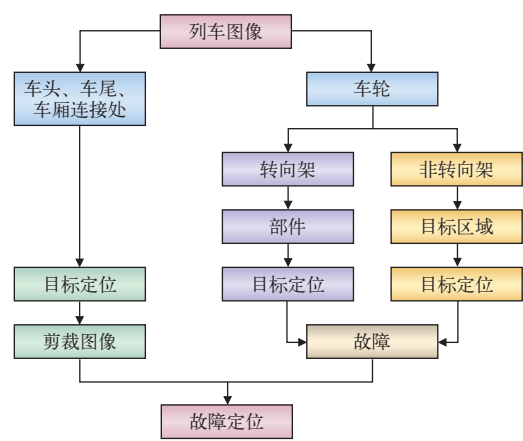 列车图像
车头、车尾、
车厢连接处
车轮
转向架
非转向架
部件
目标区域
目标定位
目标定位
目标定位
剪裁图像
故障
故障定位